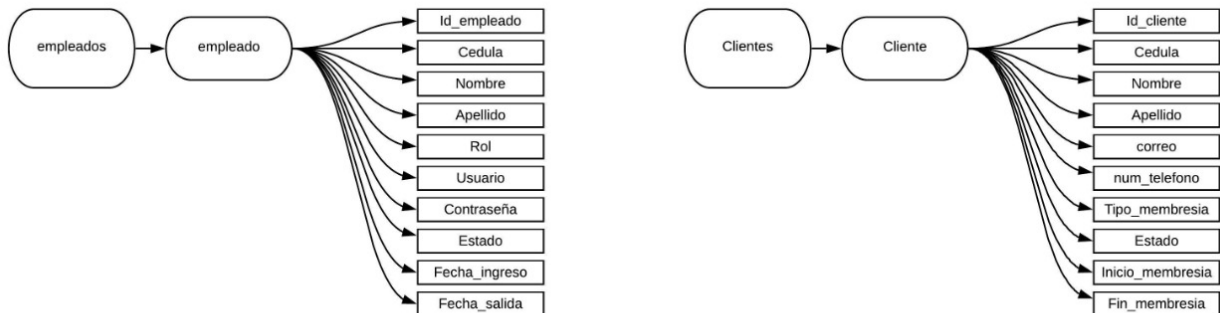 empleados
empleado
Id_empleado
Cedula
Nombre
Apellido
Rol
Usuario
Contraseña
Estado
Fecha_ingreso
Fecha_salida
Clientes
Cliente
Id_cliente
Cedula
Nombre
Apellido
correo
num_telefono
Tipo_membresia
Estado
Inicio_membresia
Fin_membresia